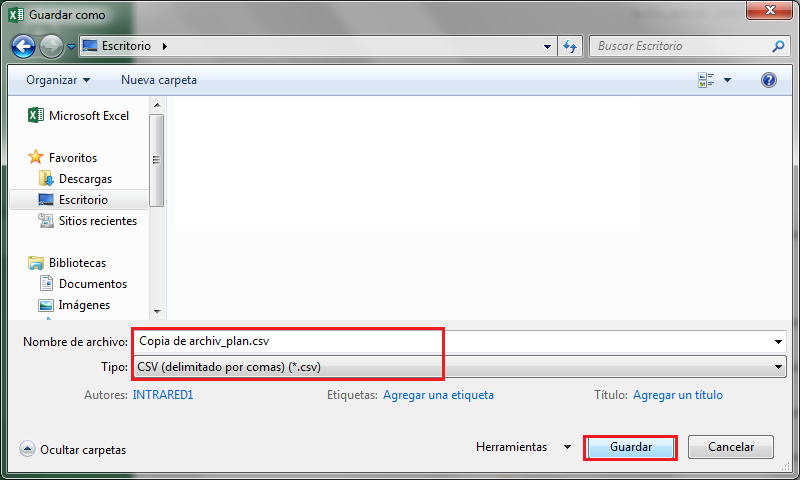 Guardar como
Escritorio
Buscar Escritorio
Organizar
Nueva carpeta
Microsoft Excel
Favoritos
Descargas
Escritorio
Sitios recientes
Bibliotecas
Documentos
Imágenes
Nombre de archivo: Copia de archiv_plan.csv
Tipo: CSV (delimitado por comas) (*.csv)
Autores: INTRARED1 Etiquetas: Agregar una etiqueta Título: Agregar un título
Ocultar carpetas Herramientas Guardar Cancelar